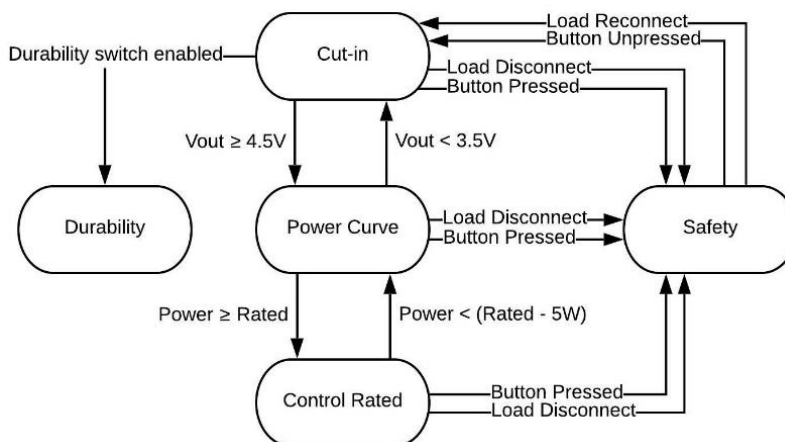 Load Reconnect
Button Unpressed
Durability switch enabled
Cut-in
Load Disconnect
Button Pressed
Vout ≥ 4.5V
Vout < 3.5V
Durability
Power Curve
Load Disconnect
Button Pressed
Safety
Power ≥ Rated
Power < (Rated - 5W)
Control Rated
Button Pressed
Load Disconnect